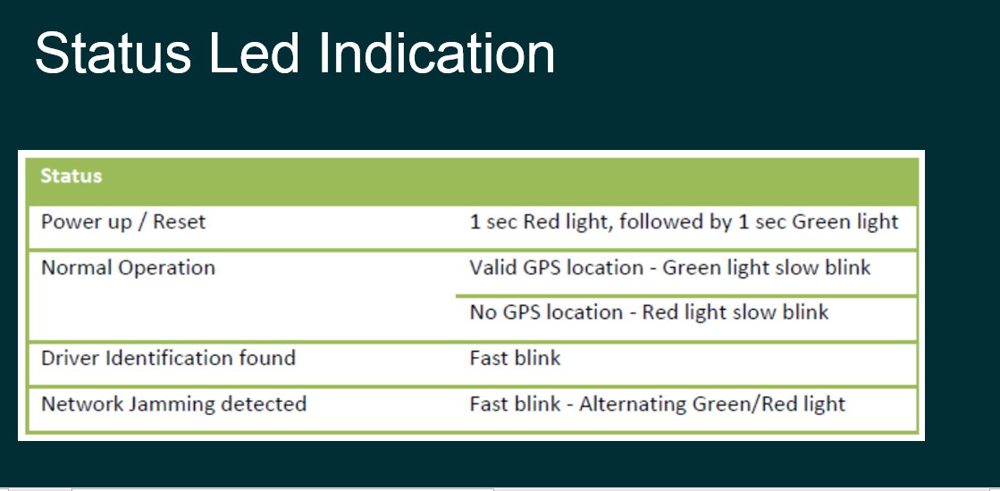 Status Led Indication
Status
Power up / Reset 1 sec Red light, followed by 1 sec Green light
Normal Operation Valid GPS location - Green light slow blink
No GPS location - Red light slow blink
Driver Identification found Fast blink
Network Jamming detected Fast blink - Alternating Green/Red light